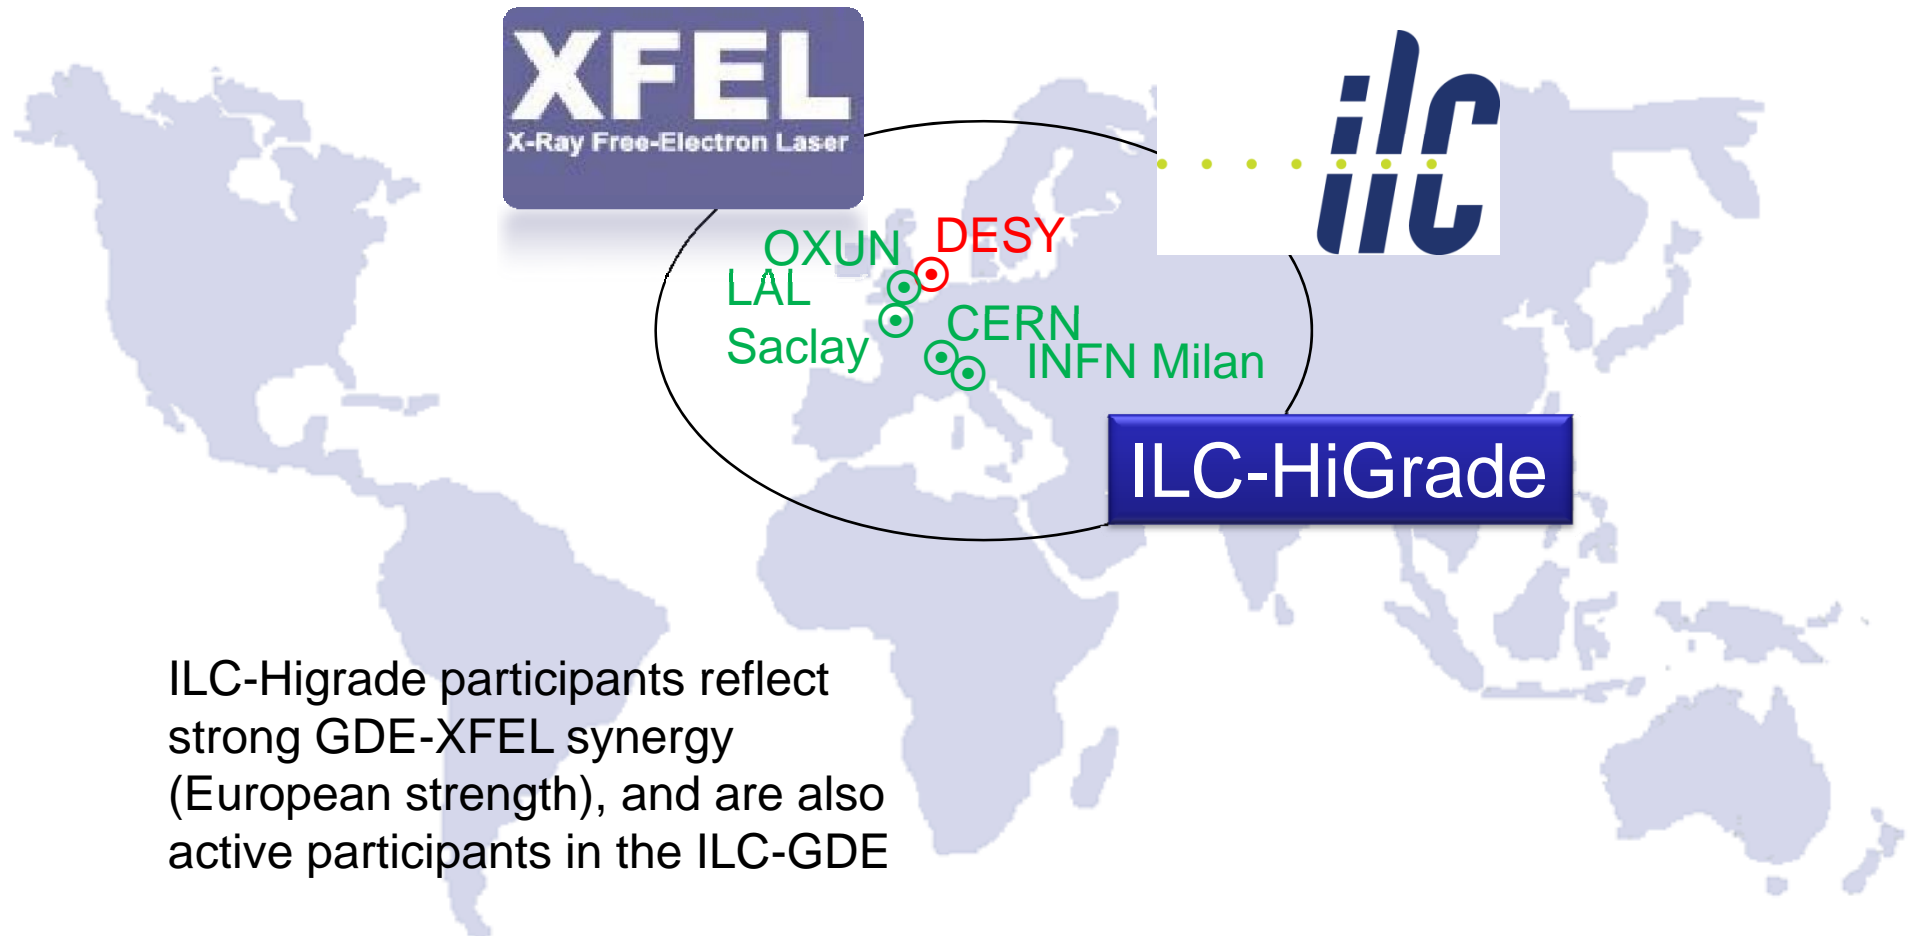 XFEL
X-Ray Free-Electron Laser
ilc
OXUN
DESY
LAL
Saclay
CERN
INFN Milan
ILC-HiGrade
ILC-Higrade participants reflect
strong GDE-XFEL synergy
(European strength), and are also
active participants in the ILC-GDE